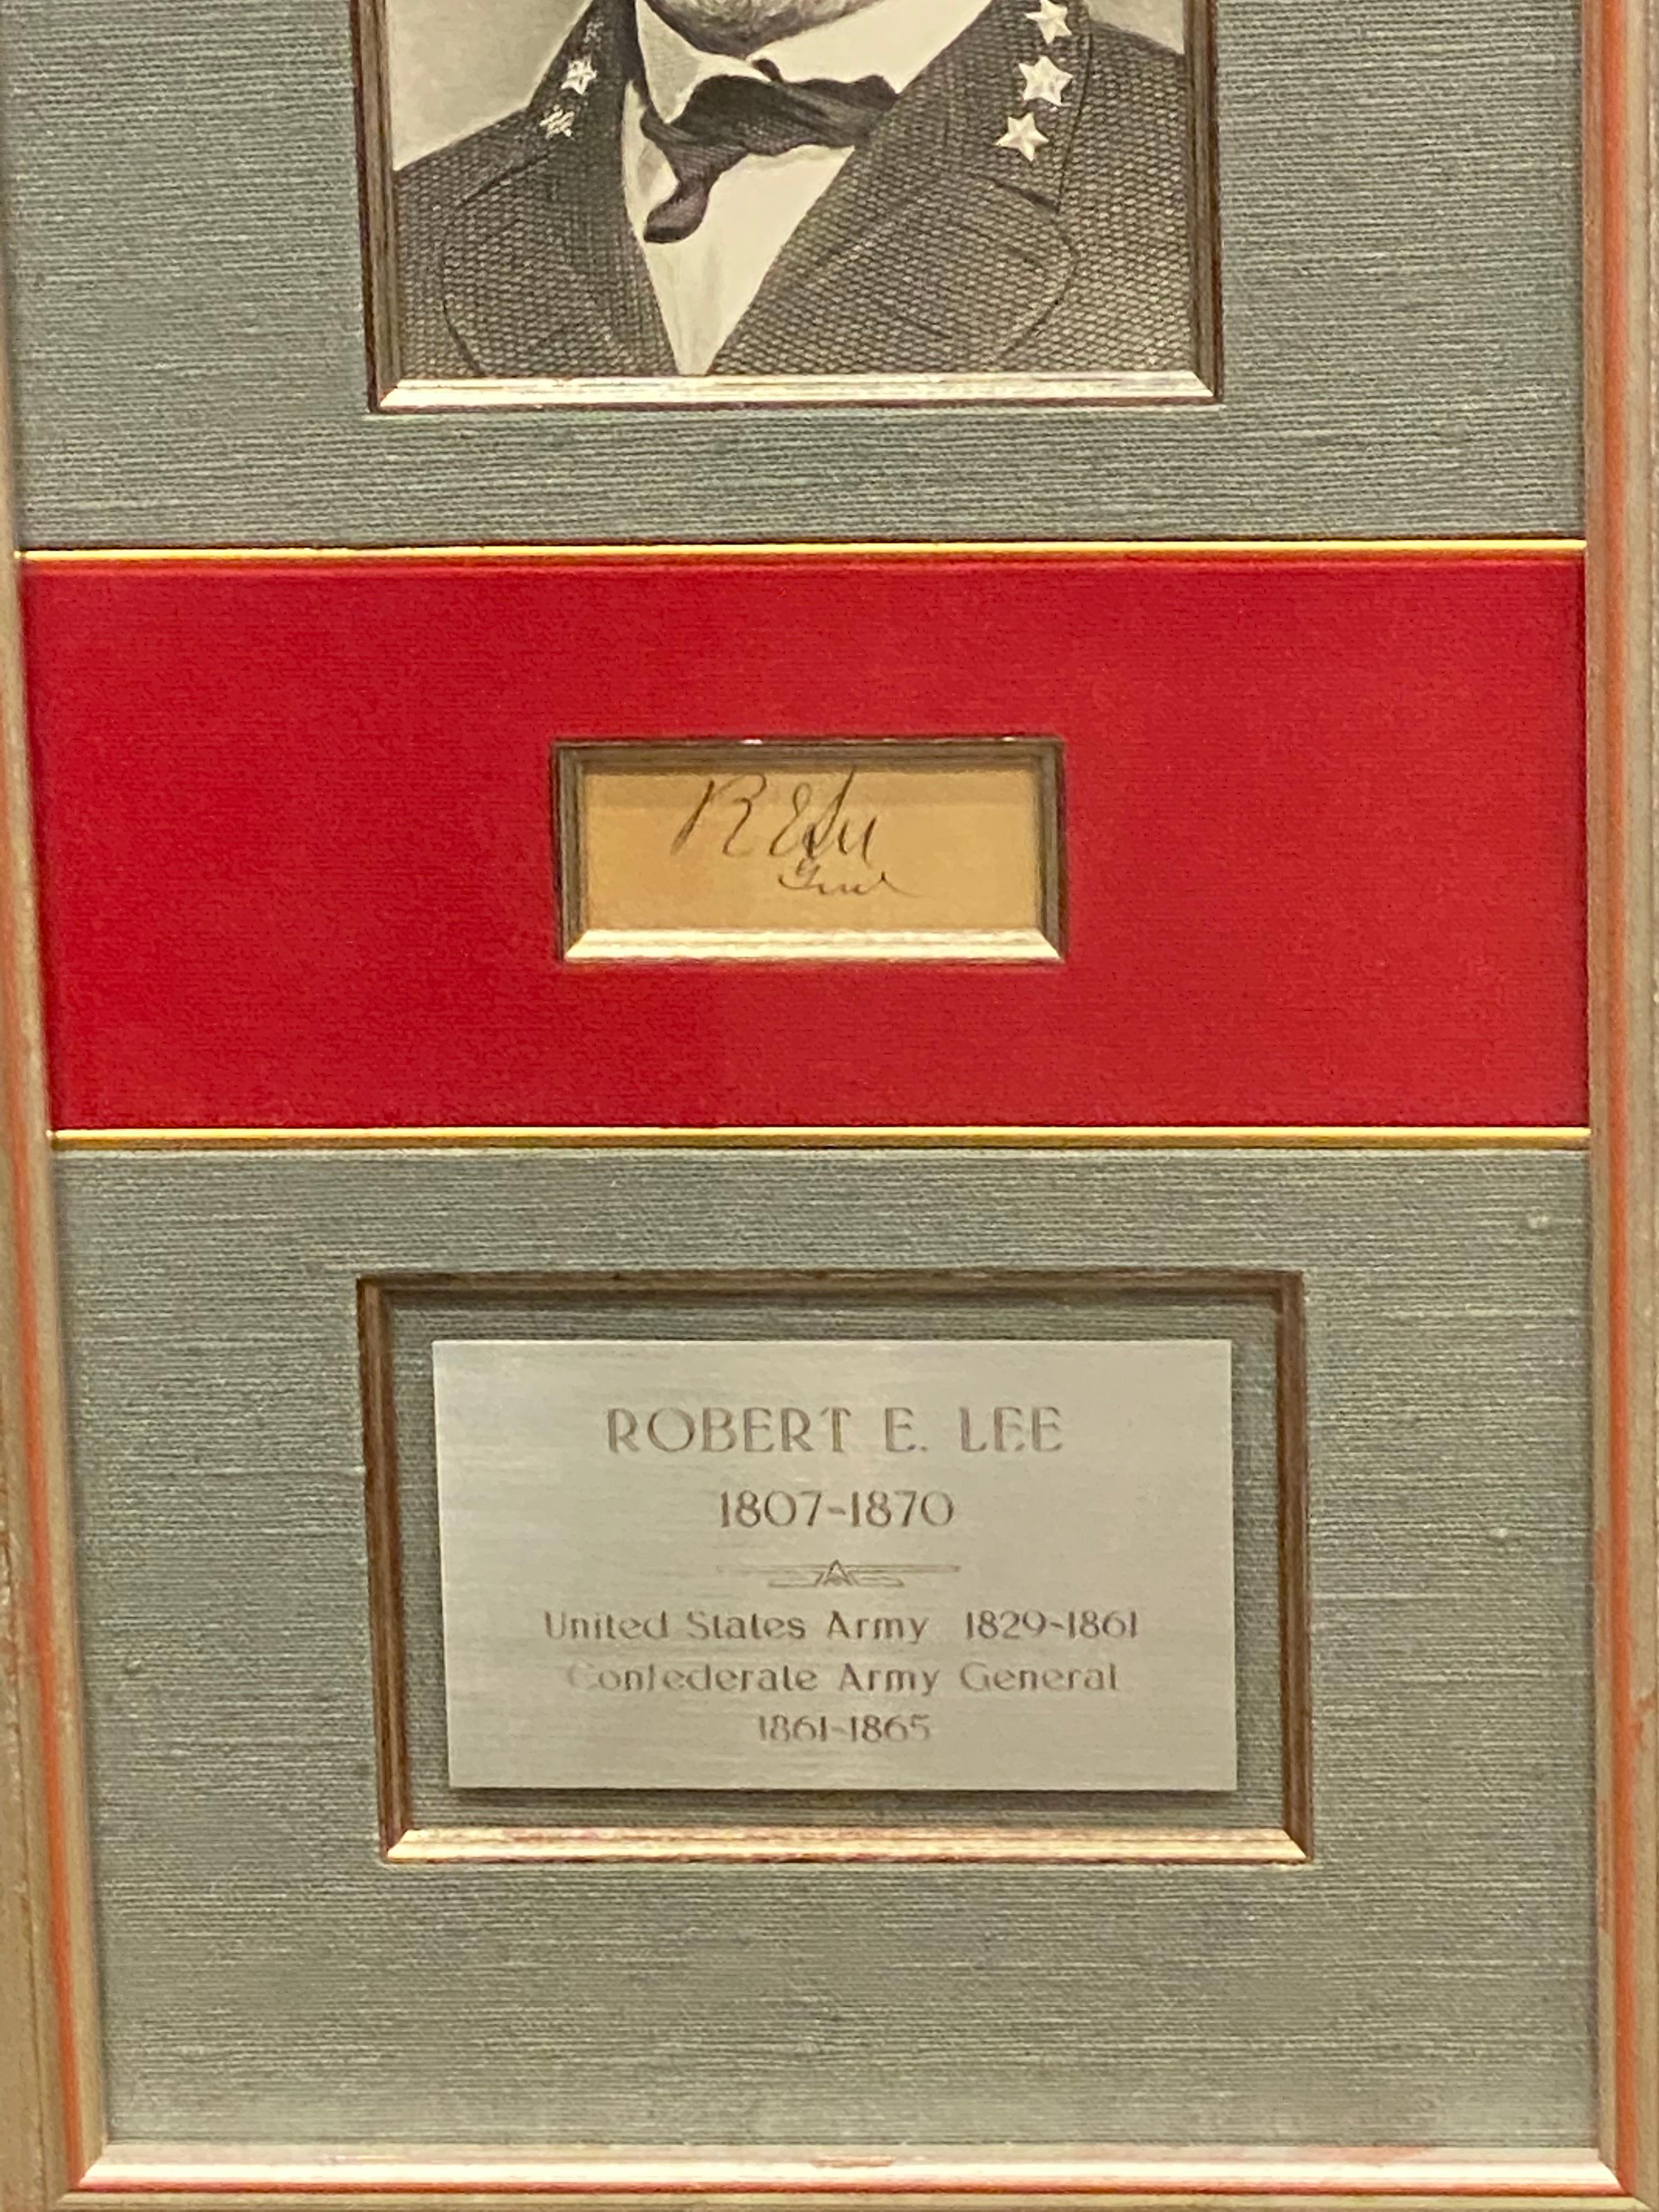 R E Lee
Genl
ROBERT E. LEE
1807-1870
United States Army 1829-1861
Confederate Army General
1861-1865